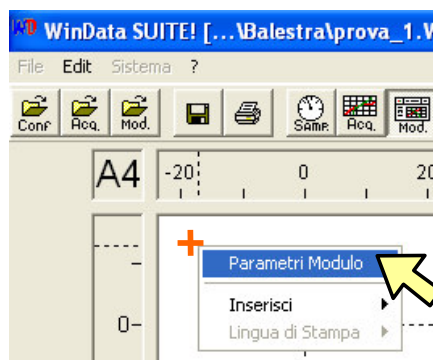 WinData SUITE! [...\Balestra\prova_1.
File Edit Sistema ?
Conf Acq. Mod. SAMP. Acq. Mod.
A4 -20 0 20
Parametri Modulo
Inserisci
0 Lingua di Stampa